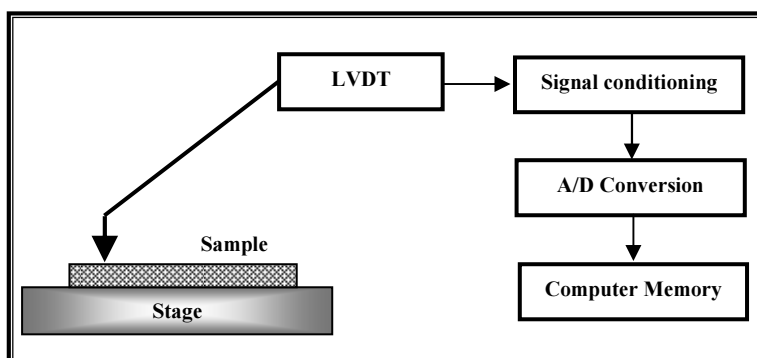 LVDT
Signal conditioning
A/D Conversion
Sample
Computer Memory
Stage